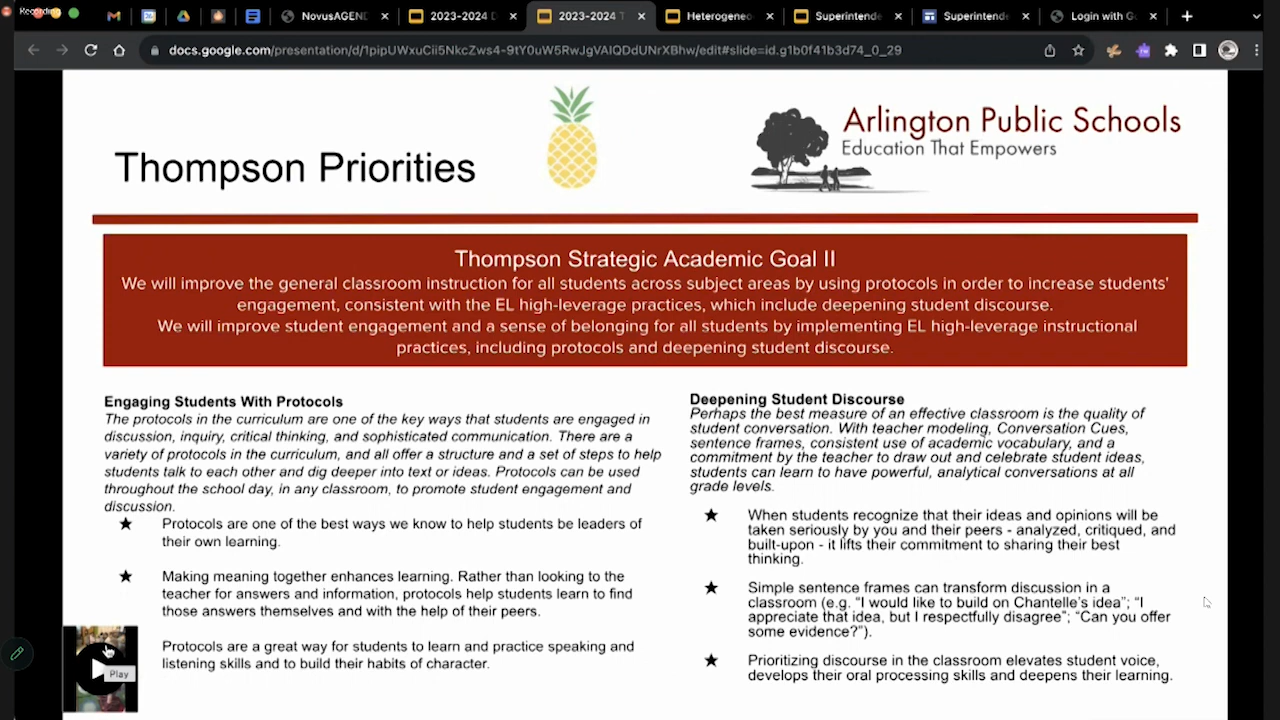 Recording
NovusAGEND
2023-2024 D
2023-2024 T
Heterogeneo
Superintende
Superintende
Login with Go
docs.google.com/presentation/d/1pipUWxuCii5NkcZws4-9tY0uW5RwJgVAIQDdUNrXBhw/edit#slide=id.g1b0f41b3d74_0_29
Arlington Public Schools
Education That Empowers
Thompson Priorities
Thompson Strategic Academic Goal II
We will improve the general classroom instruction for all students across subject areas by using protocols in order to increase students'
engagement, consistent with the EL high-leverage practices, which include deepening student discourse.
We will improve student engagement and a sense of belonging for all students by implementing EL high-leverage instructional
practices, including protocols and deepening student discourse.
Engaging Students With Protocols
The protocols in the curriculum are one of the key ways that students are engaged in
discussion, inquiry, critical thinking, and sophisticated communication. There are a
variety of protocols in the curriculum, and all offer a structure and a set of steps to help
students talk to each other and dig deeper into text or ideas. Protocols can be used
throughout the school day, in any classroom, to promote student engagement and
discussion.
★ Protocols are one of the best ways we know to help students be leaders of
their own learning.
★ Making meaning together enhances learning. Rather than looking to the
teacher for answers and information, protocols help students learn to find
those answers themselves and with the help of their peers.
Protocols are a great way for students to learn and practice speaking and
listening skills and to build their habits of character.
Play
Deepening Student Discourse
Perhaps the best measure of an effective classroom is the quality of
student conversation. With teacher modeling, Conversation Cues,
sentence frames, consistent use of academic vocabulary, and a
commitment by the teacher to draw out and celebrate student ideas,
students can learn to have powerful, analytical conversations at all
grade levels.
★ When students recognize that their ideas and opinions will be
taken seriously by you and their peers - analyzed, critiqued, and
built-upon - it lifts their commitment to sharing their best
thinking.
★ Simple sentence frames can transform discussion in a
classroom (e.g. “I would like to build on Chantelle’s idea”; “I
appreciate that idea, but I respectfully disagree”; “Can you offer
some evidence?”).
★ Prioritizing discourse in the classroom elevates student voice,
develops their oral processing skills and deepens their learning.